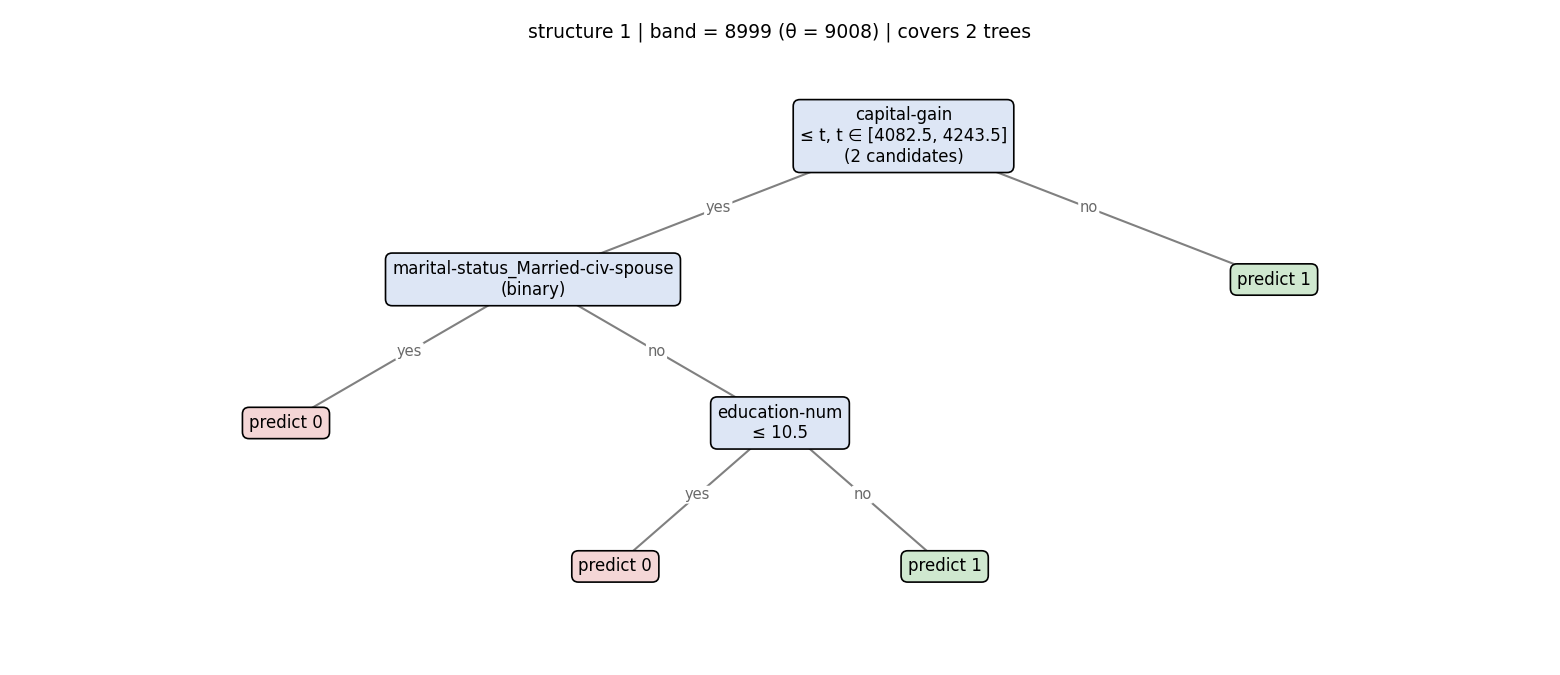 structure 1 | band = 8999 (θ = 9008) | covers 2 trees
capital-gain
≤ t, t ∈ [4082.5, 4243.5]
(2 candidates)
yes
no
marital-status_Married-civ-spouse
(binary)
predict 1
yes
no
predict 0
education-num
≤ 10.5
yes
no
predict 0
predict 1